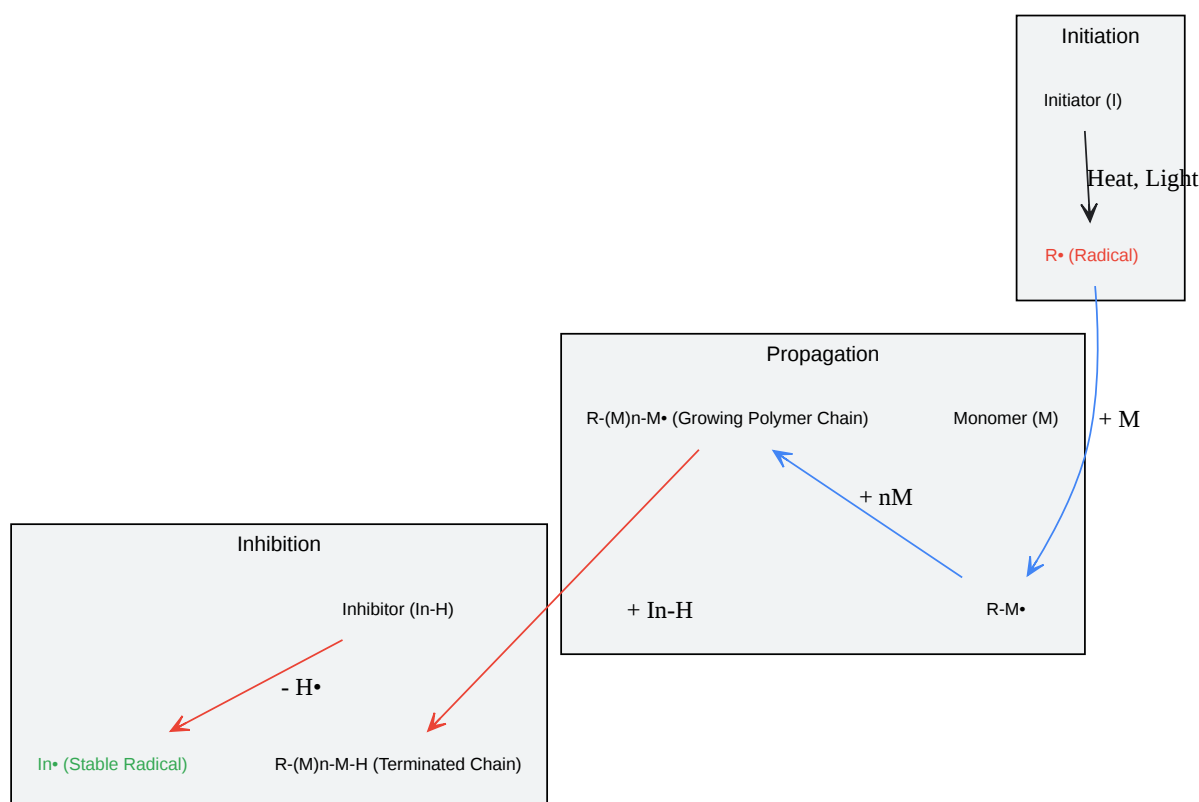 Initiation
Initiator (I)
Heat, Light
R• (Radical)
Propagation
R-(M)n-M• (Growing Polymer Chain)
Monomer (M)
+ M
+ nM
R-M•
+ In-H
Inhibition
Inhibitor (In-H)
- H•
In• (Stable Radical)
R-(M)n-M-H (Terminated Chain)